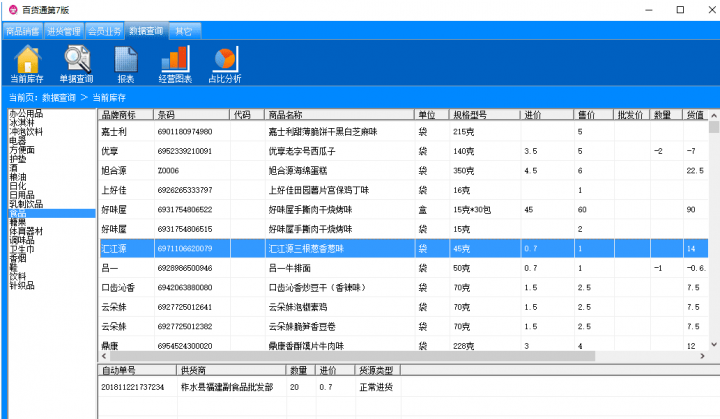 百货通第7版
商品销售 进货管理 会员业务 数据查询 其它
当前库存 单据查询 报表 经营图表 占比分析
当前页: 数据查询 > 当前库存
办公用品
冰淇淋
冲泡饮料
电器
方便面
护垫
酒
粮油
日化
日用品
乳制饮品
食品
糖果
体育器材
调味品
卫生巾
香烟
鞋
饮料
针织品
品牌商标 条码 代码 商品名称 单位 规格型号 进价 售价 批发价 数量 货值
嘉士利 6901180974980 嘉士利甜薄脆饼干黑白芝麻味 袋 215克 5
优享 6952339210091 优享老字号西瓜子 袋 140克 3.5 5 -2 -7
旭合源 Z0006 旭合源海绵蛋糕 袋 350克 4.5 6 22.5
上好佳 6926265333797 上好佳田园薯片宫保鸡丁味 袋 16克 1
好味屋 6931754806522 好味屋手撕肉干烧烤味 盒 15克*30包 45 60 90
好味屋 6931754806515 好味屋手撕肉干烧烤味 袋 15克 2
汇江源 6971106620079 汇江源三根葱香葱味 袋 45克 0.7 1 14
吕一 6928986500946 吕一牛排面 袋 50克 0.7 1 -1 -0.6.
口齿沁香 6942063880080 口齿沁香炒豆干（香辣味） 袋 70克 1.5 2.5 7.5
云朵妹 6927725012641 云朵妹泡椒素鸡 袋 70克 1.5 2.5 7.5
云朵妹 6927725012382 云朵妹脆笋香豆卷 袋 70克 1.5 2.5 7.5
鼎康 6954524300020 鼎康香酣馍片牛肉味 袋 228克 3 4 12
自动单号 供货商 数量 进价 货源类型
201811221737234 柞水县福建副食品批发部 20 0.7 正常进货